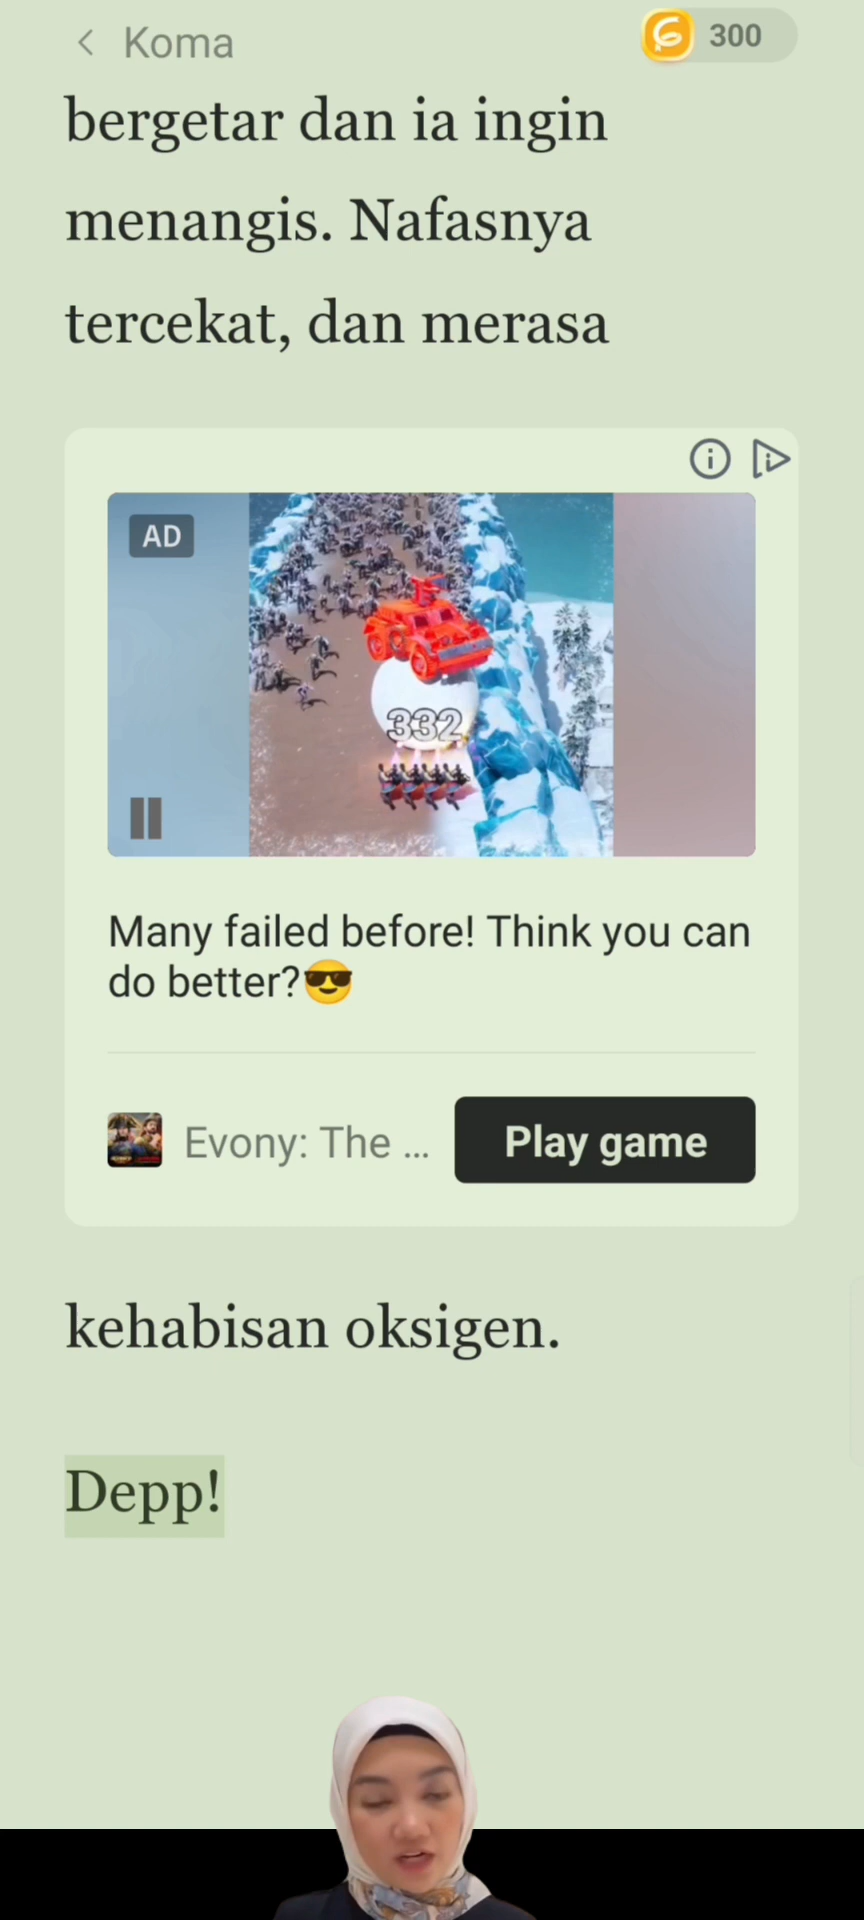 Koma
300
bergetar dan ia ingin
menangis. Nafasnya
tercekat, dan merasa
AD
332
Many failed before! Think you can
do better?😎
Evony: The ...
Play game
kehabisan oksigen.
Depp!